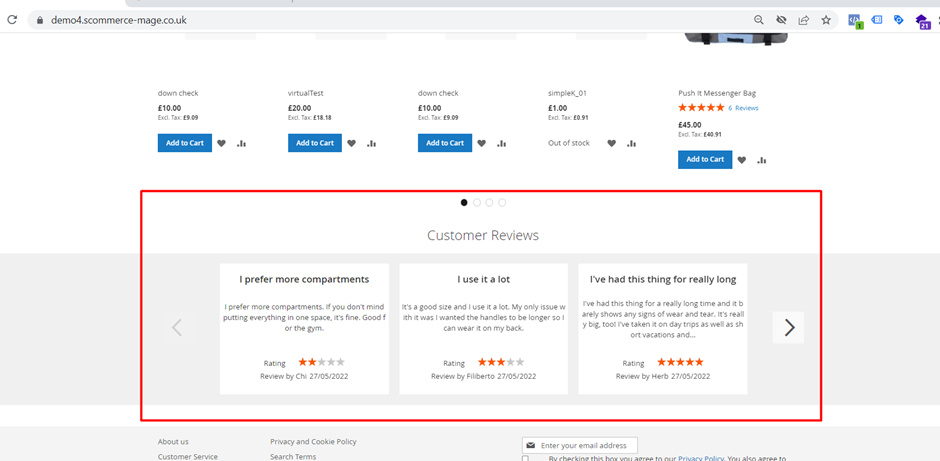 demo4.scommerce-mage.co.uk
1
21
down check
virtualTest
down check
simpleK_01
Push It Messenger Bag
£10.00
£20.00
£10.00
£1.00
6 Reviews
Excl. Tax: £9.09
Excl. Tax: £18.18
Excl. Tax: £9.09
Excl. Tax: £0.91
£45.00
Excl. Tax: £40.91
Add to Cart
Add to Cart
Add to Cart
Out of stock
Add to Cart
Customer Reviews
I prefer more compartments
I prefer more compartments. If you don't mind
putting everything in one space, it's fine. Good f
or the gym.
Rating
Review by Chi 27/05/2022
I use it a lot
It's a good size and I use it a lot. My only issue w
ith it was I wanted the handles to be longer so I
can wear it on my back.
Rating
Review by Filiberto 27/05/2022
I've had this thing for really long
I've had this thing for a really long time and it b
arely shows any signs of wear and tear. It's reall
y big, too! I've taken it on day trips as well as sh
ort vacations and...
Rating
Review by Herb 27/05/2022
About us
Customer Service
Privacy and Cookie Policy
Search Terms
Enter your email address
By checking this box you agree to our Privacy Policy. You also agree to